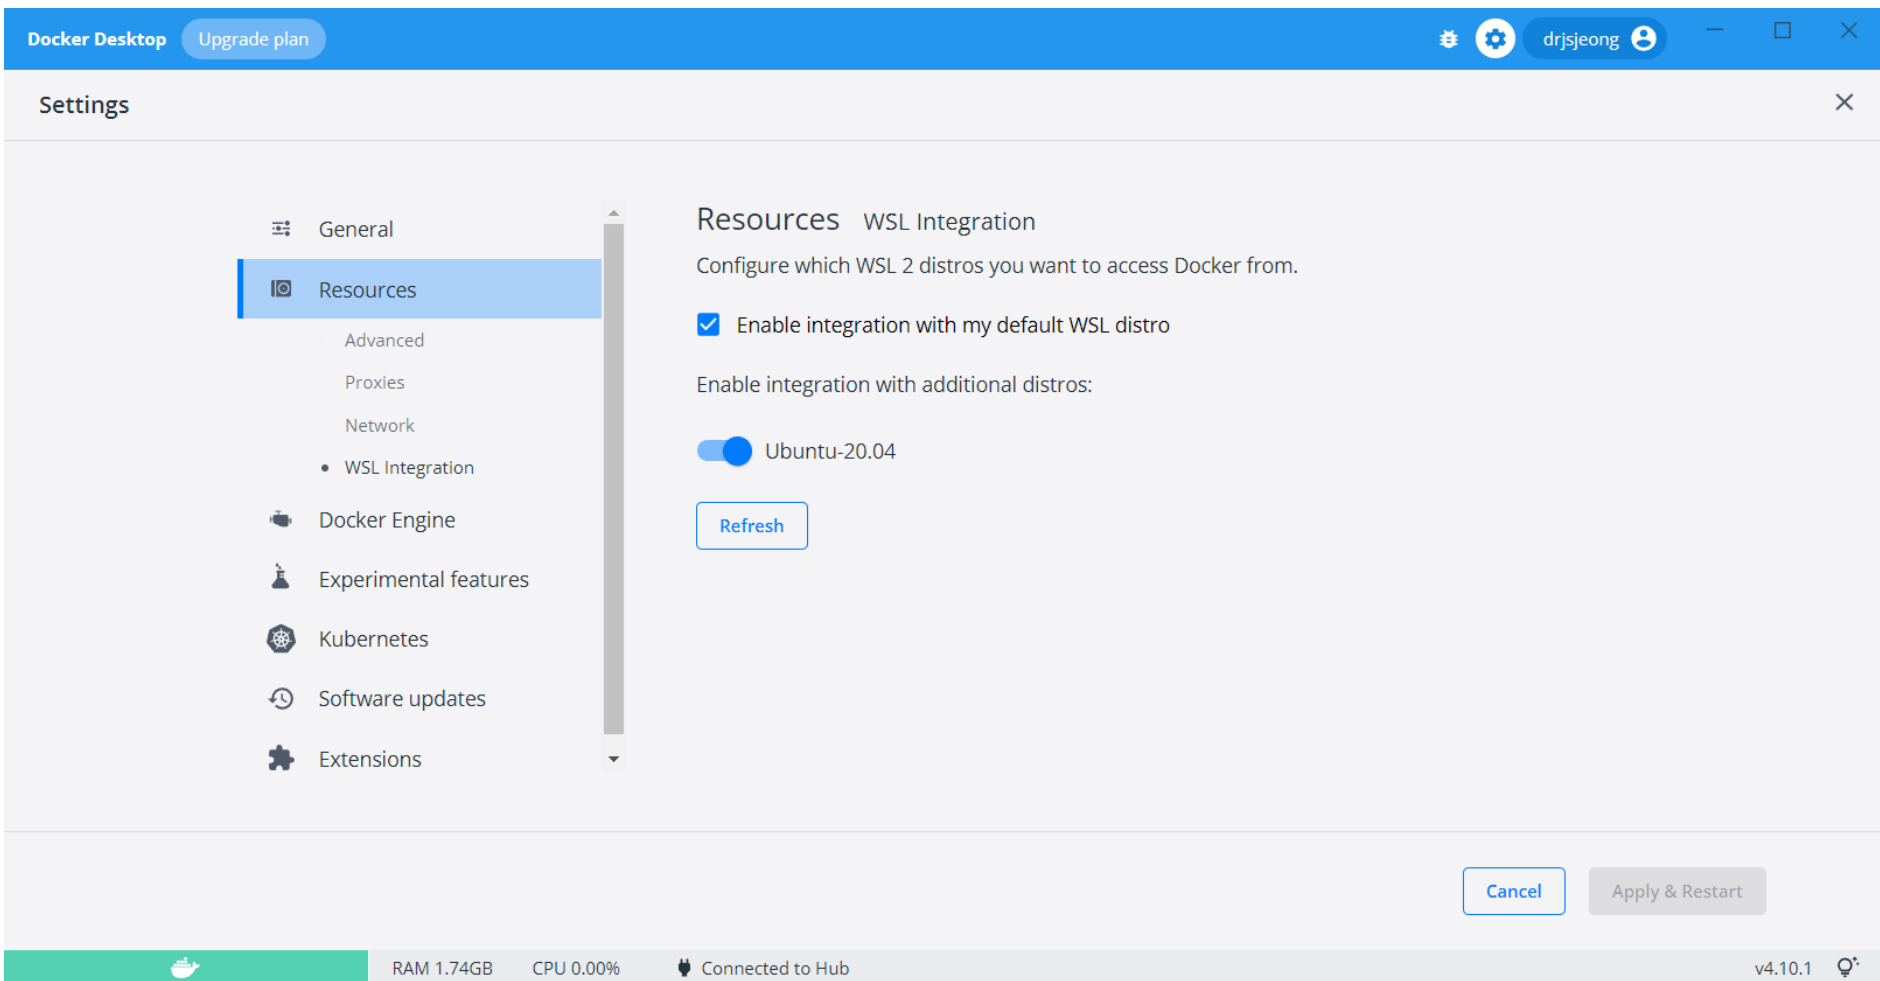 Docker Desktop Upgrade plan drjsjeong
Settings
General
Resources
Advanced
Proxies
Network
WSL Integration
Docker Engine
Experimental features
Kubernetes
Software updates
Extensions
Resources WSL Integration
Configure which WSL 2 distros you want to access Docker from.
Enable integration with my default WSL distro
Enable integration with additional distros:
Ubuntu-20.04
Refresh
Cancel Apply & Restart
RAM 1.74GB CPU 0.00% Connected to Hub v4.10.1